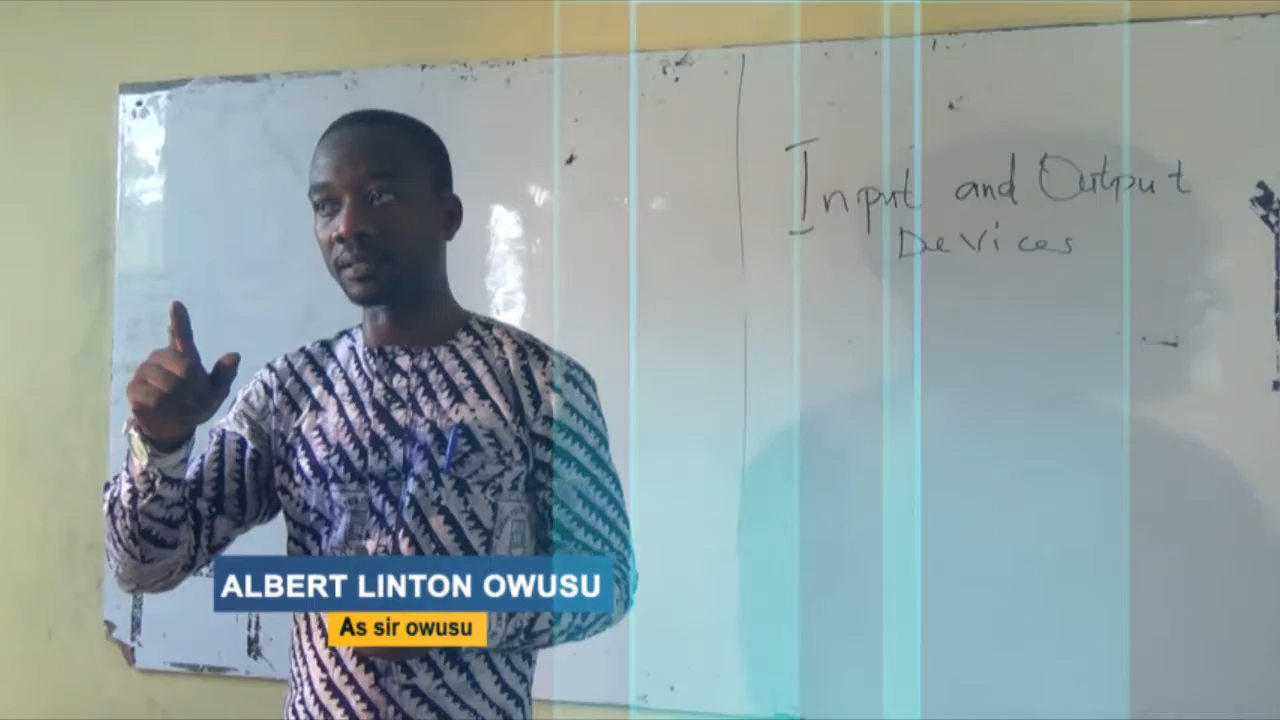 Input and Output
Devices
ALBERT LINTON OWUSU
As sir owusu